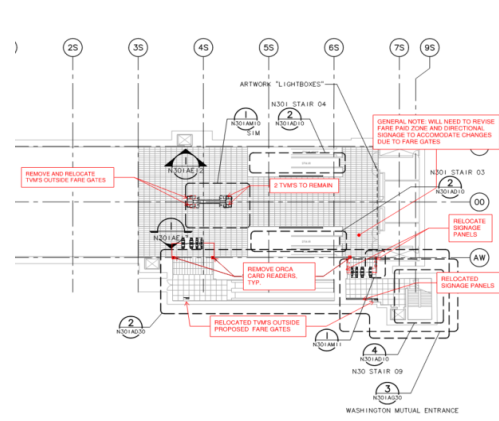 2S
3S
4S
5S
6S
7S
9S
ARTWORK "LIGHTBOXES"
N301 STAIR 04
1
N301AM10
SIM
2
N301AD10
GENERAL NOTE: WILL NEED TO REVISE
FARE PAID ZONE AND DIRECTIONAL
SIGNAGE TO ACCOMODATE CHANGES
DUE TO FARE GATES
N301 STAIR 03
2
N301AD10
1
N301AE12
REMOVE AND RELOCATE
TVM'S OUTSIDE FARE GATES
2 TVM'S TO REMAIN
OO
RELOCATE
SIGNAGE
PANELS
1
AW
REMOVE ORCA
CARD READERS,
TYP.
RELOCATED
SIGNAGE PANELS
2
N301AD30
RELOCATED TVM'S OUTSIDE
PROPOSED FARE GATES
1
N301AM11
4
N301AD10
N30 STAIR 09
3
N301AG30
WASHINGTON MUTUAL ENTRANCE